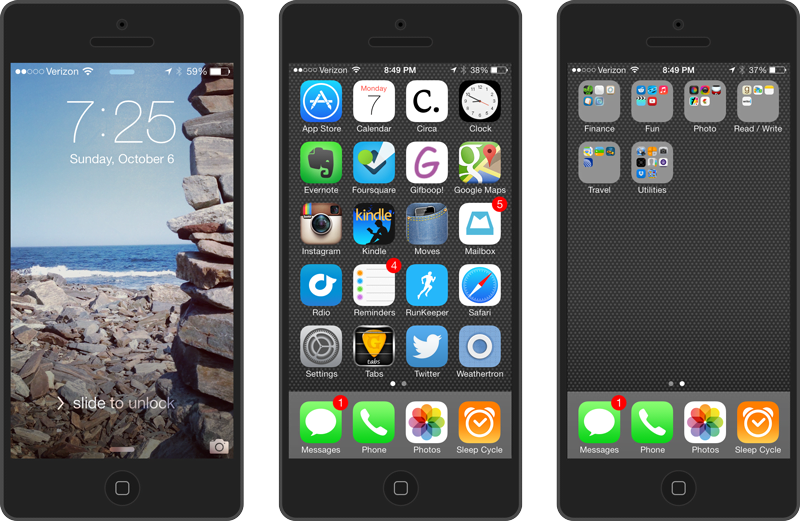 Verizon 59%
7:25
Sunday, October 6
slide to unlock
Verizon 8:49 PM 38%
Monday
7
C.
App Store Calendar Circa Clock
G
Evernote Foursquare Gifboop! Google Maps
kindle
5
Instagram Kindle Moves Mailbox
4
Rdio Reminders RunKeeper Safari
G
tabs
Settings Tabs Twitter Weathertron
1
Messages Phone Photos Sleep Cycle
Verizon 8:49 PM 37%
Finance Fun Photo Read / Write
Travel Utilities
1
Messages Phone Photos Sleep Cycle